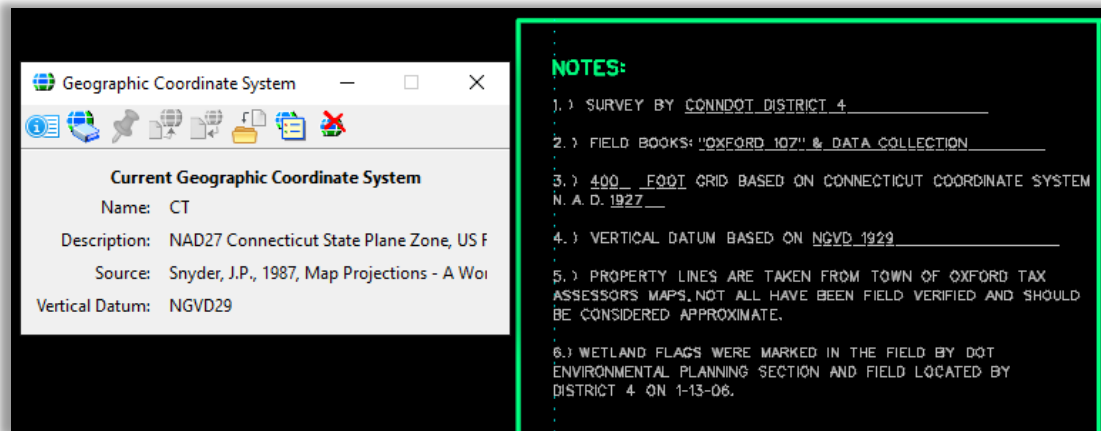 Geographic Coordinate System
Current Geographic Coordinate System
Name: CT
Description: NAD27 Connecticut State Plane Zone, US F
Source: Snyder, J.P., 1987, Map Projections - A Wor
Vertical Datum: NGVD29
NOTES:
1.) SURVEY BY CONNDOT DISTRICT 4
2.) FIELD BOOKS: "OXFORD 107" & DATA COLLECTION
3.) 400 FOOT GRID BASED ON CONNECTICUT COORDINATE SYSTEM
N. A. D. 1927
4.) VERTICAL DATUM BASED ON NGVD 1929
5.) PROPERTY LINES ARE TAKEN FROM TOWN OF OXFORD TAX
ASSESSORS MAPS. NOT ALL HAVE BEEN FIELD VERIFIED AND SHOULD
BE CONSIDERED APPROXIMATE.
6.) WETLAND FLAGS WERE MARKED IN THE FIELD BY DOT
ENVIRONMENTAL PLANNING SECTION AND FIELD LOCATED BY
DISTRICT 4 ON 1-13-06.